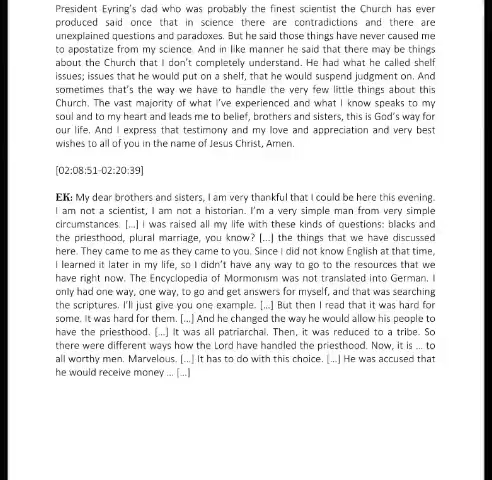 President Eyring's dad who was probably the finest scientist the Church has ever
produced said once that in science there are contradictions and there are
unexplained questions and paradoxes. But he said those things have never caused me
to apostatize from my science. And in like manner he said that there may be things
about the Church that I don't completely understand. He had what he called shelf
issues; issues that he would put on a shelf, that he would suspend judgment on. And
sometimes that's the way we have to handle the very few little things about this
Church. The vast majority of what I've experienced and what I know speaks to my
soul and to my heart and leads me to belief, brothers and sisters, this is God's way for
our life. And I express that testimony and my love and appreciation and very best
wishes to all of you in the name of Jesus Christ, Amen.
[02:08:51-02:20:39]
EK: My dear brothers and sisters, I am very thankful that I could be here this evening.
I am not a scientist, I am not a historian. I'm a very simple man from very simple
circumstances. [...] I was raised all my life with these kinds of questions: blacks and
the priesthood, plural marriage, you know? [...] the things that we have discussed
here. They came to me as they came to you. Since I did not know English at that time,
I learned it later in my life, so I didn't have any way to go to the resources that we
have right now. The Encyclopedia of Mormonism was not translated into German. I
only had one way, one way, to go and get answers for myself, and that was searching
the scriptures. I'll just give you one example. [...] But then I read that it was hard for
some. It was hard for them. [...] And he changed the way he would allow his people to
have the priesthood. [...] It was all patriarchal. Then, it was reduced to a tribe. So
there were different ways how the Lord have handled the priesthood. Now, it is ... to
all worthy men. Marvelous. [...] It has to do with this choice. [...] He was accused that
he would receive money ... [...]